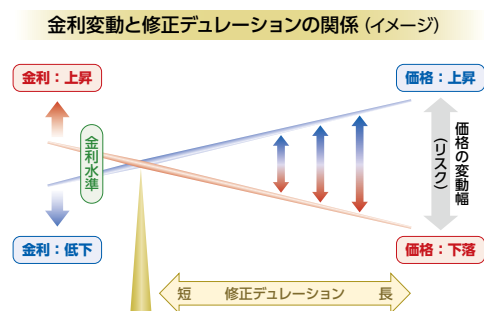 金利変動と修正デュレーションの関係（イメージ）
金利：上昇
価格：上昇
金利水準
価格の変動幅
（リスク）
金利：低下
価格：下落
短 修正デュレーション 長